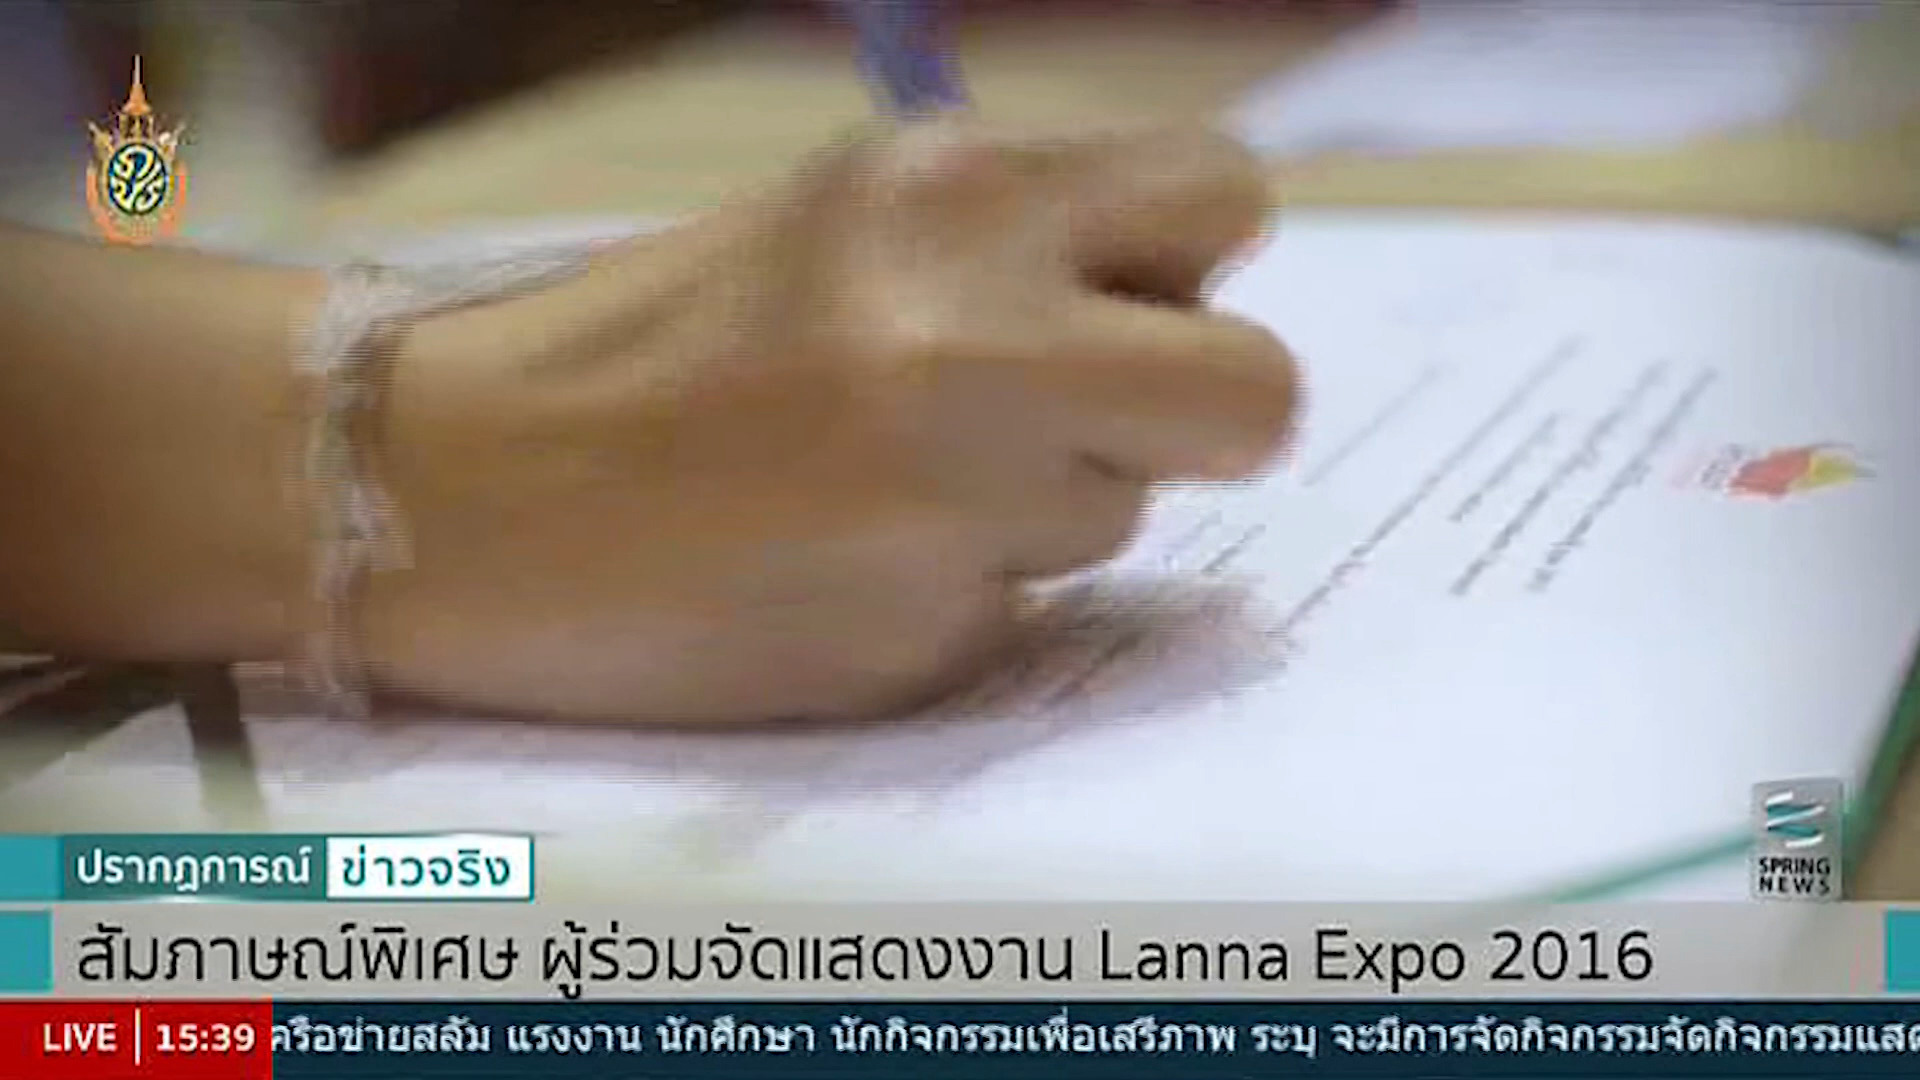 ปรากฏการณ์ ข่าวจริง
SPRING
NEWS
สัมภาษณ์พิเศษ ผู้ร่วมจัดแสดงงาน Lanna Expo 2016
LIVE 15:39 ครือข่ายสลัม แรงงาน นักศึกษา นักกิจกรรมเพื่อเสรีภาพ ระบุ จะมีการจัดกิจกรรมจัดกิจกรรมแสด